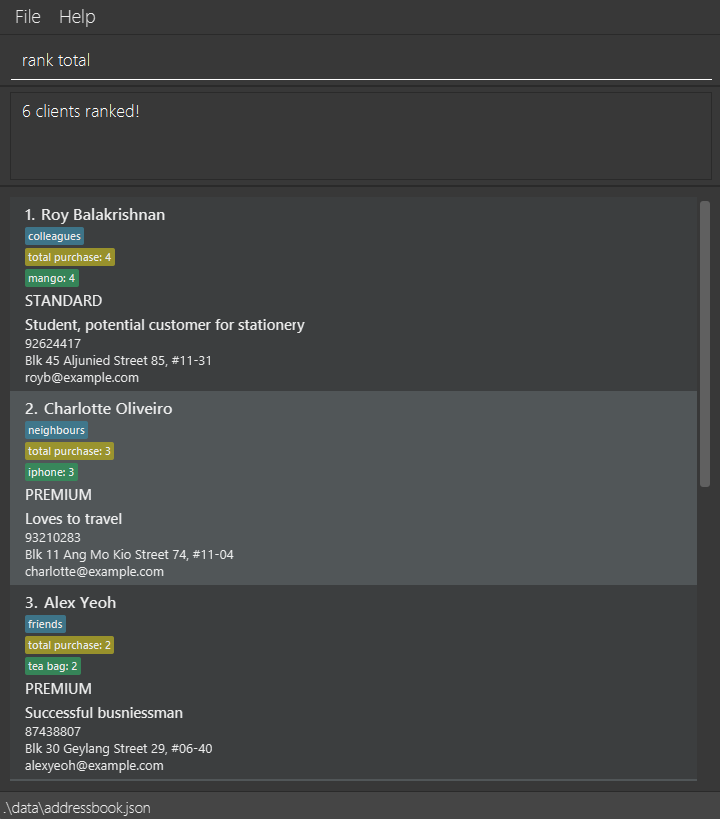 File Help
rank total
6 clients ranked!
1. Roy Balakrishnan
colleagues
total purchase: 4
mango: 4
STANDARD
Student, potential customer for stationery
92624417
Blk 45 Aljunied Street 85, #11-31
royb@example.com
2. Charlotte Oliveiro
neighbours
total purchase: 3
iphone: 3
PREMIUM
Loves to travel
93210283
Blk 11 Ang Mo Kio Street 74, #11-04
charlotte@example.com
3. Alex Yeoh
friends
total purchase: 2
tea bag: 2
PREMIUM
Successful busniessman
87438807
Blk 30 Geylang Street 29, #06-40
alexyeoh@example.com
.\data\addressbook.json